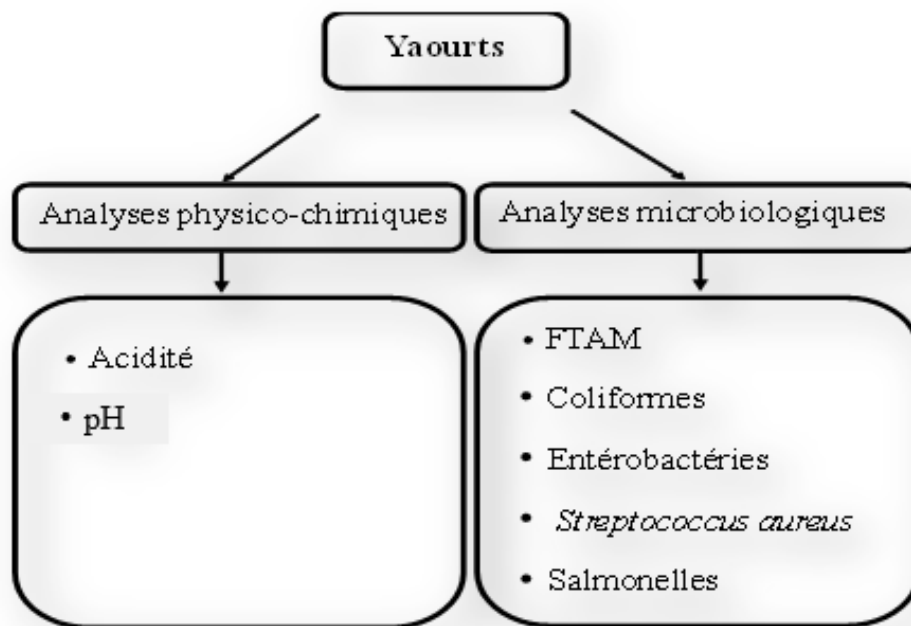 Yaourts
Analyses physico-chimiques
Analyses microbiologiques
• Acidité
• pH
• FTAM
• Coliformes
• Entérobactéries
• Streptococcus aureus
• Salmonelles